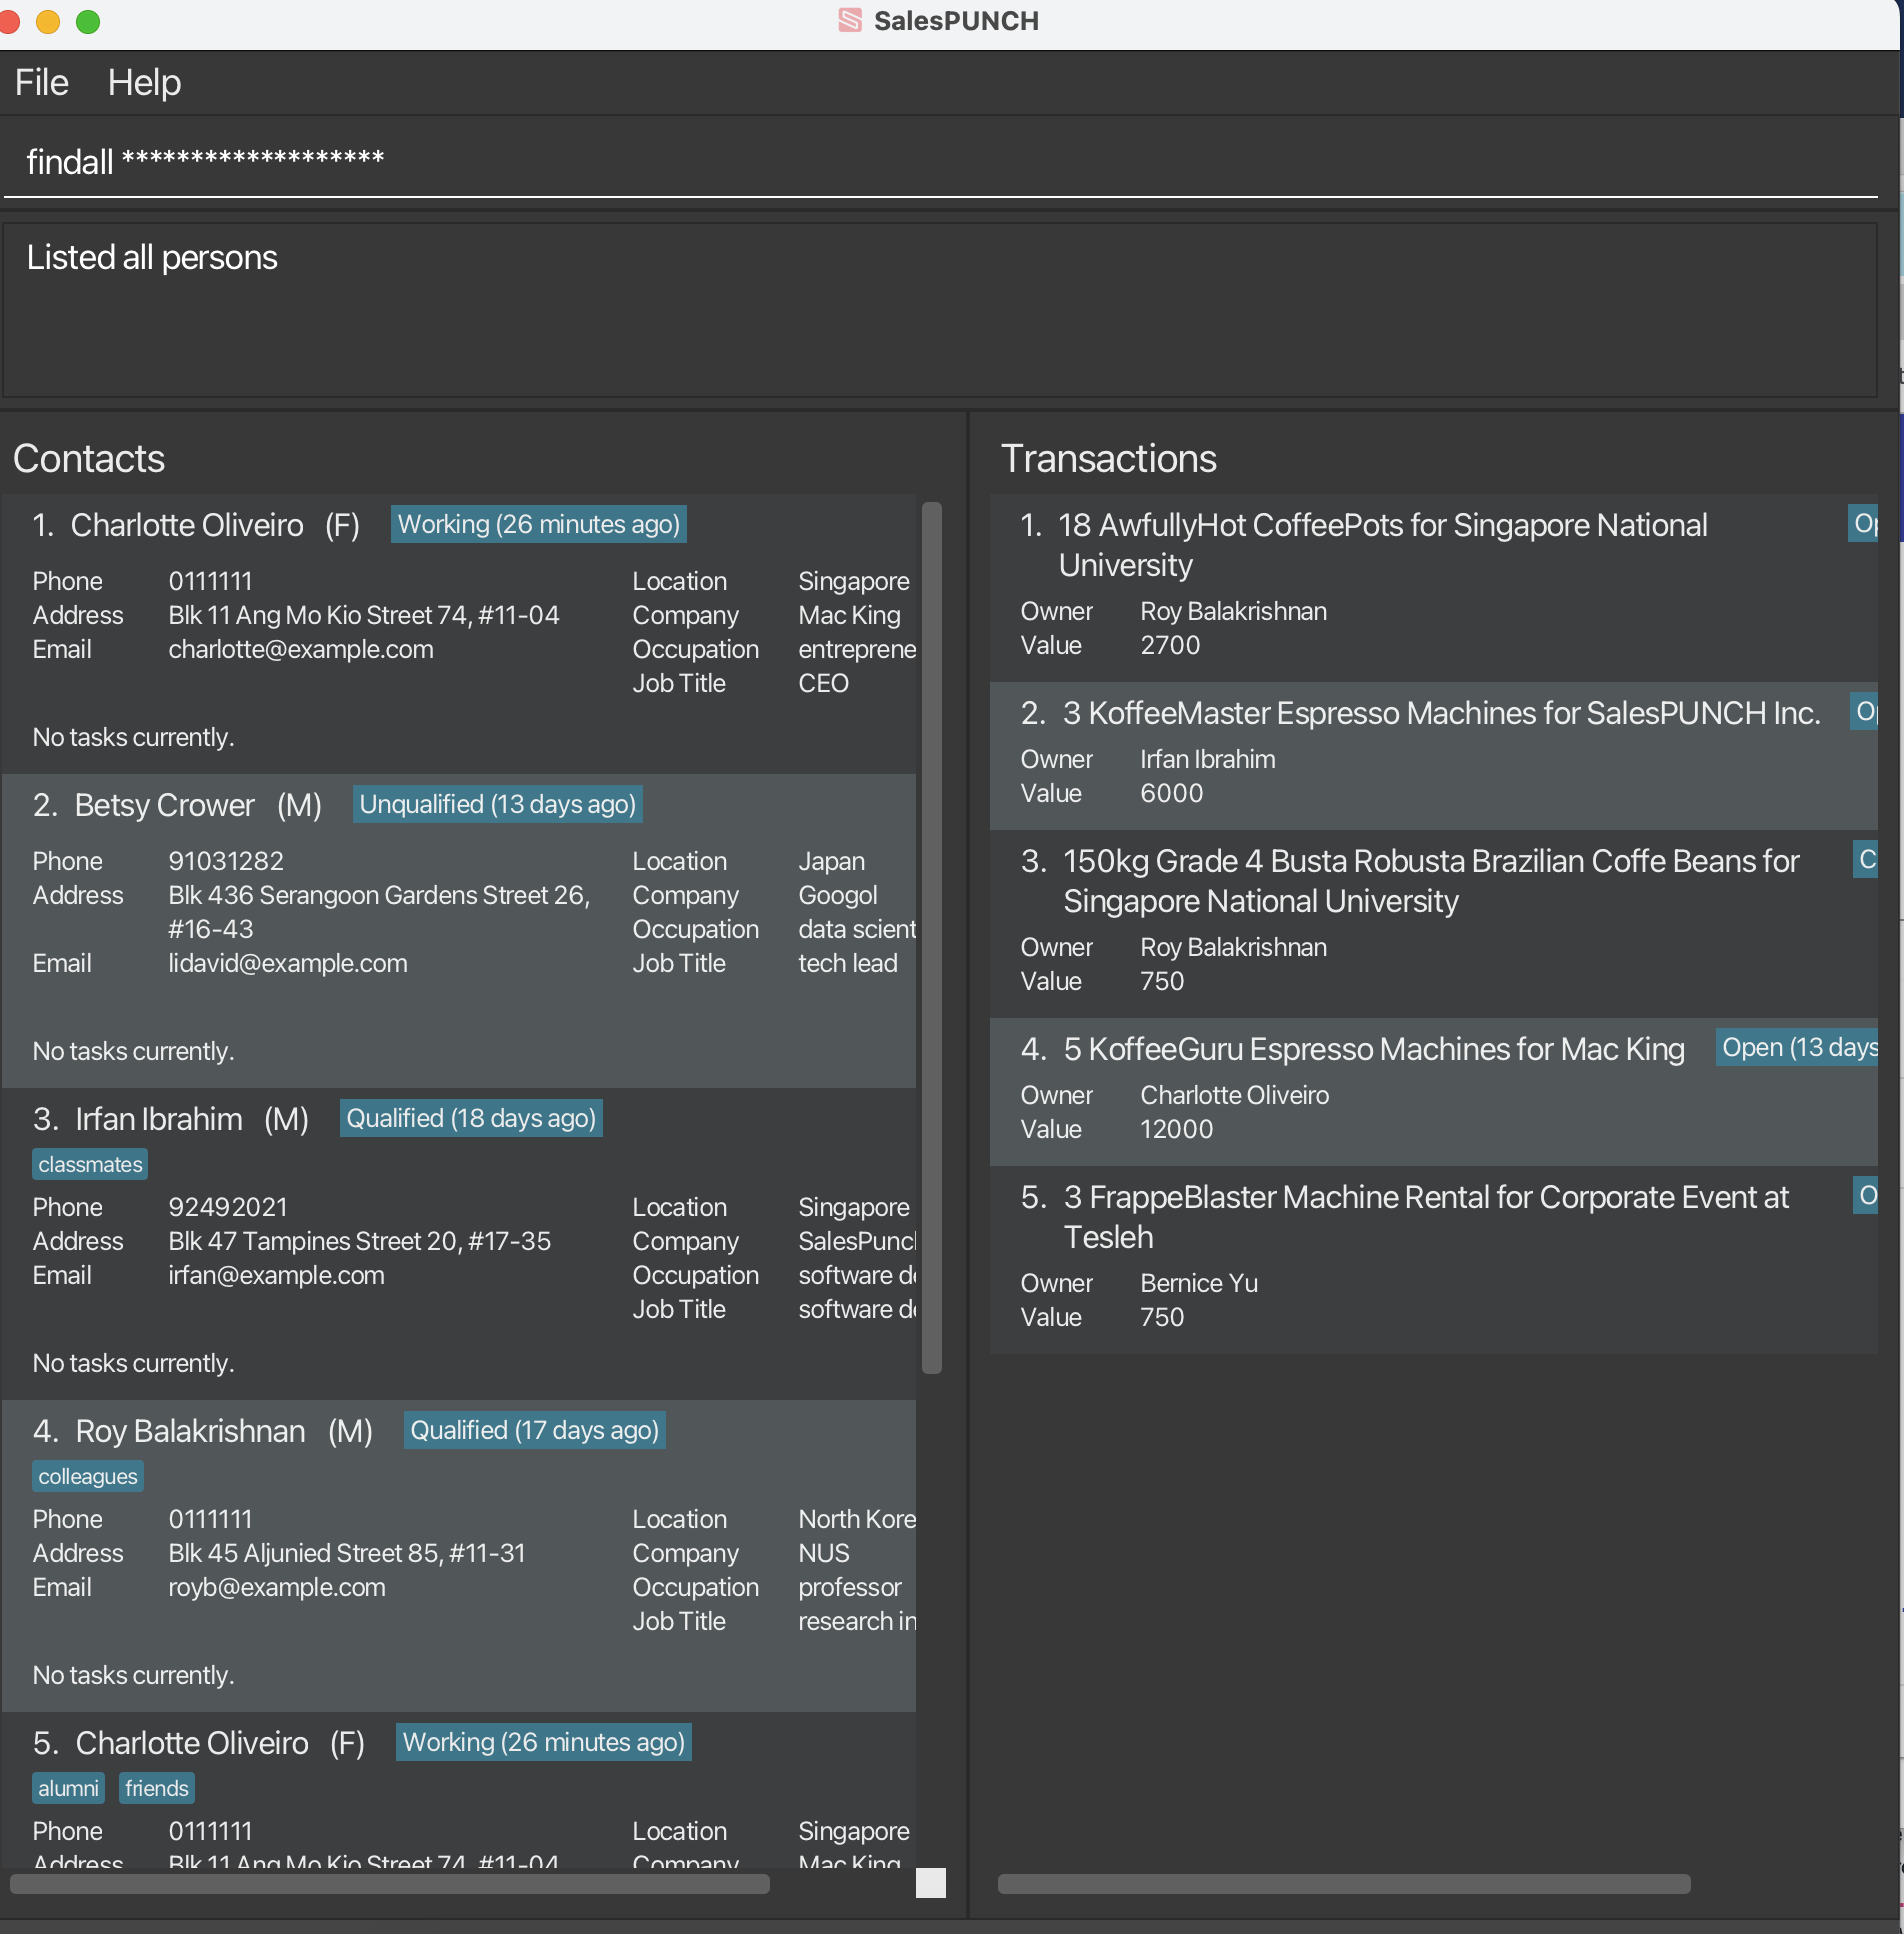 SalesPUNCH
File Help
findall *******************
Listed all persons
Contacts
1. Charlotte Oliveiro (F) Working (26 minutes ago)
Phone 0111111 Location Singapore
Address Blk 11 Ang Mo Kio Street 74, #11-04 Company Mac King
Email charlotte@example.com Occupation entreprene
Job Title CEO
No tasks currently.
2. Betsy Crower (M) Unqualified (13 days ago)
Phone 91031282 Location Japan
Address Blk 436 Serangoon Gardens Street 26, Company Googol
#16-43 Occupation data scient
Email lidavid@example.com Job Title tech lead
No tasks currently.
3. Irfan Ibrahim (M) Qualified (18 days ago)
classmates
Phone 92492021 Location Singapore
Address Blk 47 Tampines Street 20, #17-35 Company SalesPunch
Email irfan@example.com Occupation software de
Job Title software de
No tasks currently.
4. Roy Balakrishnan (M) Qualified (17 days ago)
colleagues
Phone 0111111 Location North Kore
Address Blk 45 Aljunied Street 85, #11-31 Company NUS
Email royb@example.com Occupation professor
Job Title research in
No tasks currently.
5. Charlotte Oliveiro (F) Working (26 minutes ago)
alumni friends
Phone 0111111 Location Singapore
Address Blk 11 Ang Mo Kio Street 74, #11-04 Company Mac King
Transactions
1. 18 AwfullyHot CoffeePots for Singapore National Op
University
Owner Roy Balakrishnan
Value 2700
2. 3 KoffeeMaster Espresso Machines for SalesPUNCH Inc. Op
Owner Irfan Ibrahim
Value 6000
3. 150kg Grade 4 Busta Robusta Brazilian Coffe Beans for C
Singapore National University
Owner Roy Balakrishnan
Value 750
4. 5 KoffeeGuru Espresso Machines for Mac King Open (13 days
Owner Charlotte Oliveiro
Value 12000
5. 3 FrappeBlaster Machine Rental for Corporate Event at O
Tesleh
Owner Bernice Yu
Value 750